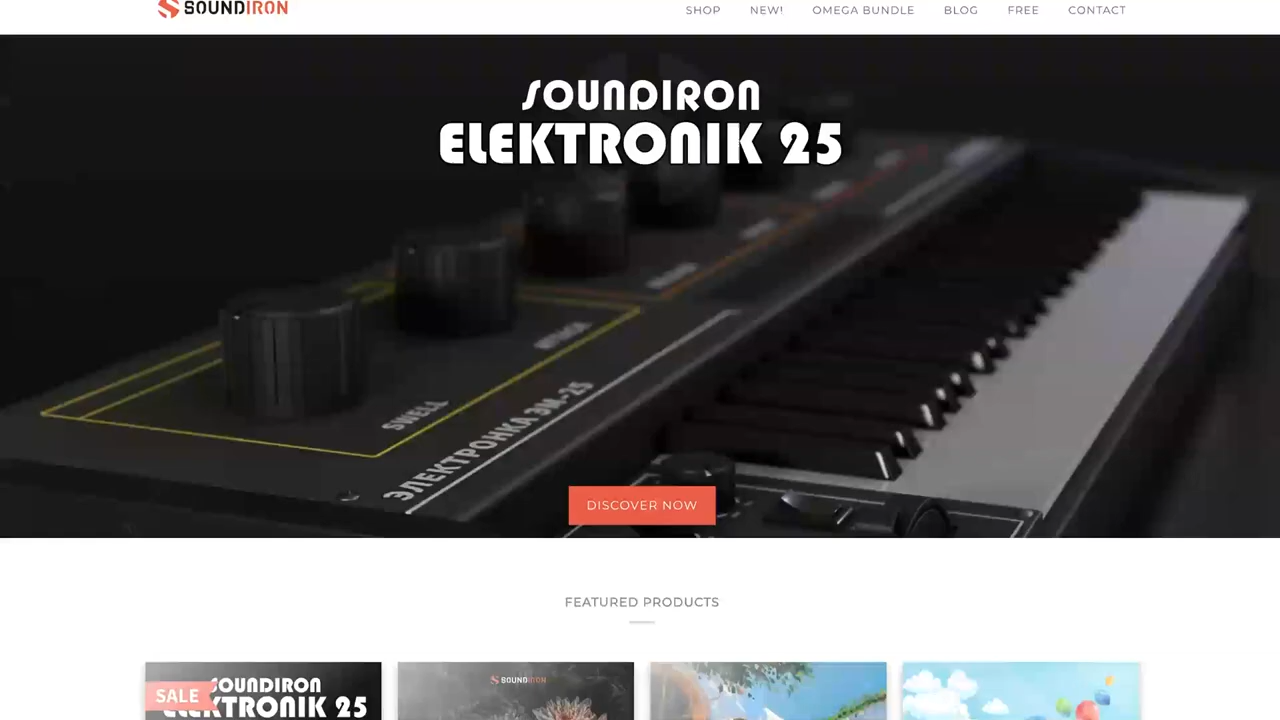 SOUNDIRON
SHOP NEW! OMEGA BUNDLE BLOG FREE CONTACT
SOUNDIRON
ELEKTRONIK 25
SWELL
ЭЛЕКТРОНКА ЭМ-25
DISCOVER NOW
FEATURED PRODUCTS
SALE
SOUNDIRON
ELEKTRONIK 25
SOUNDIRON